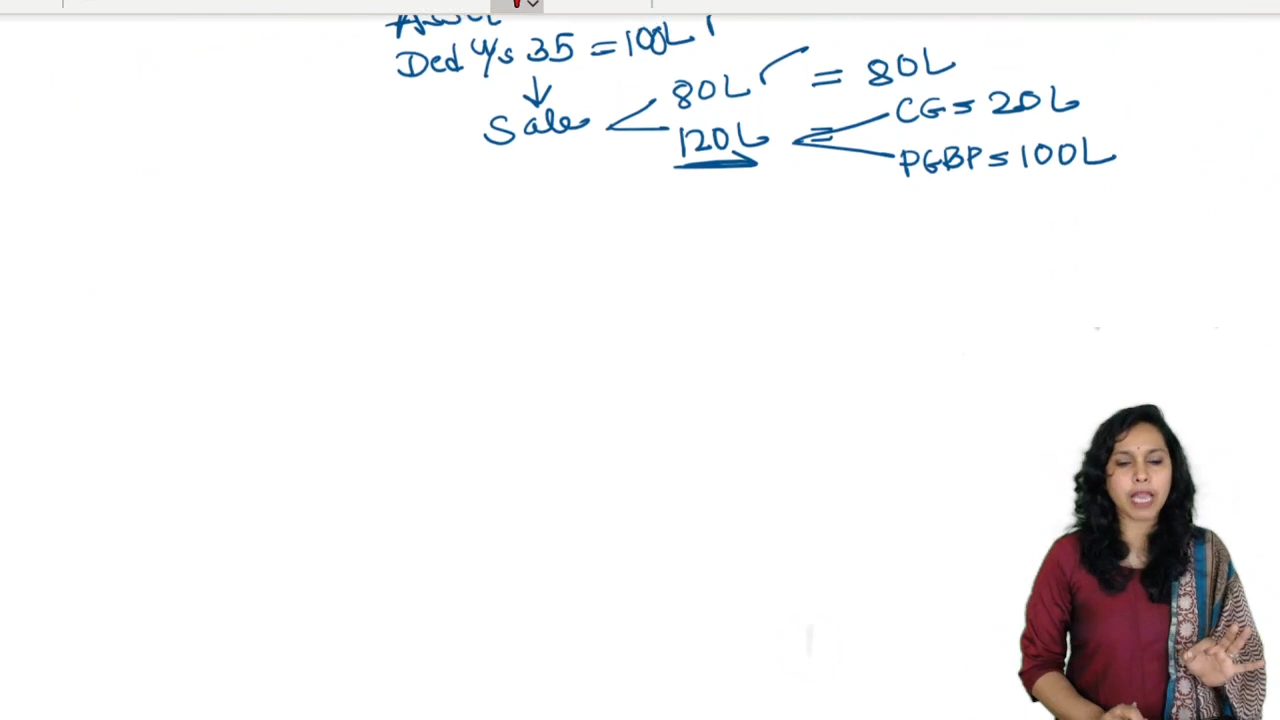 Ded u/s 35 = 100L
Sale 80L = 80L
120L = CG = 20L
PGBP = 100L